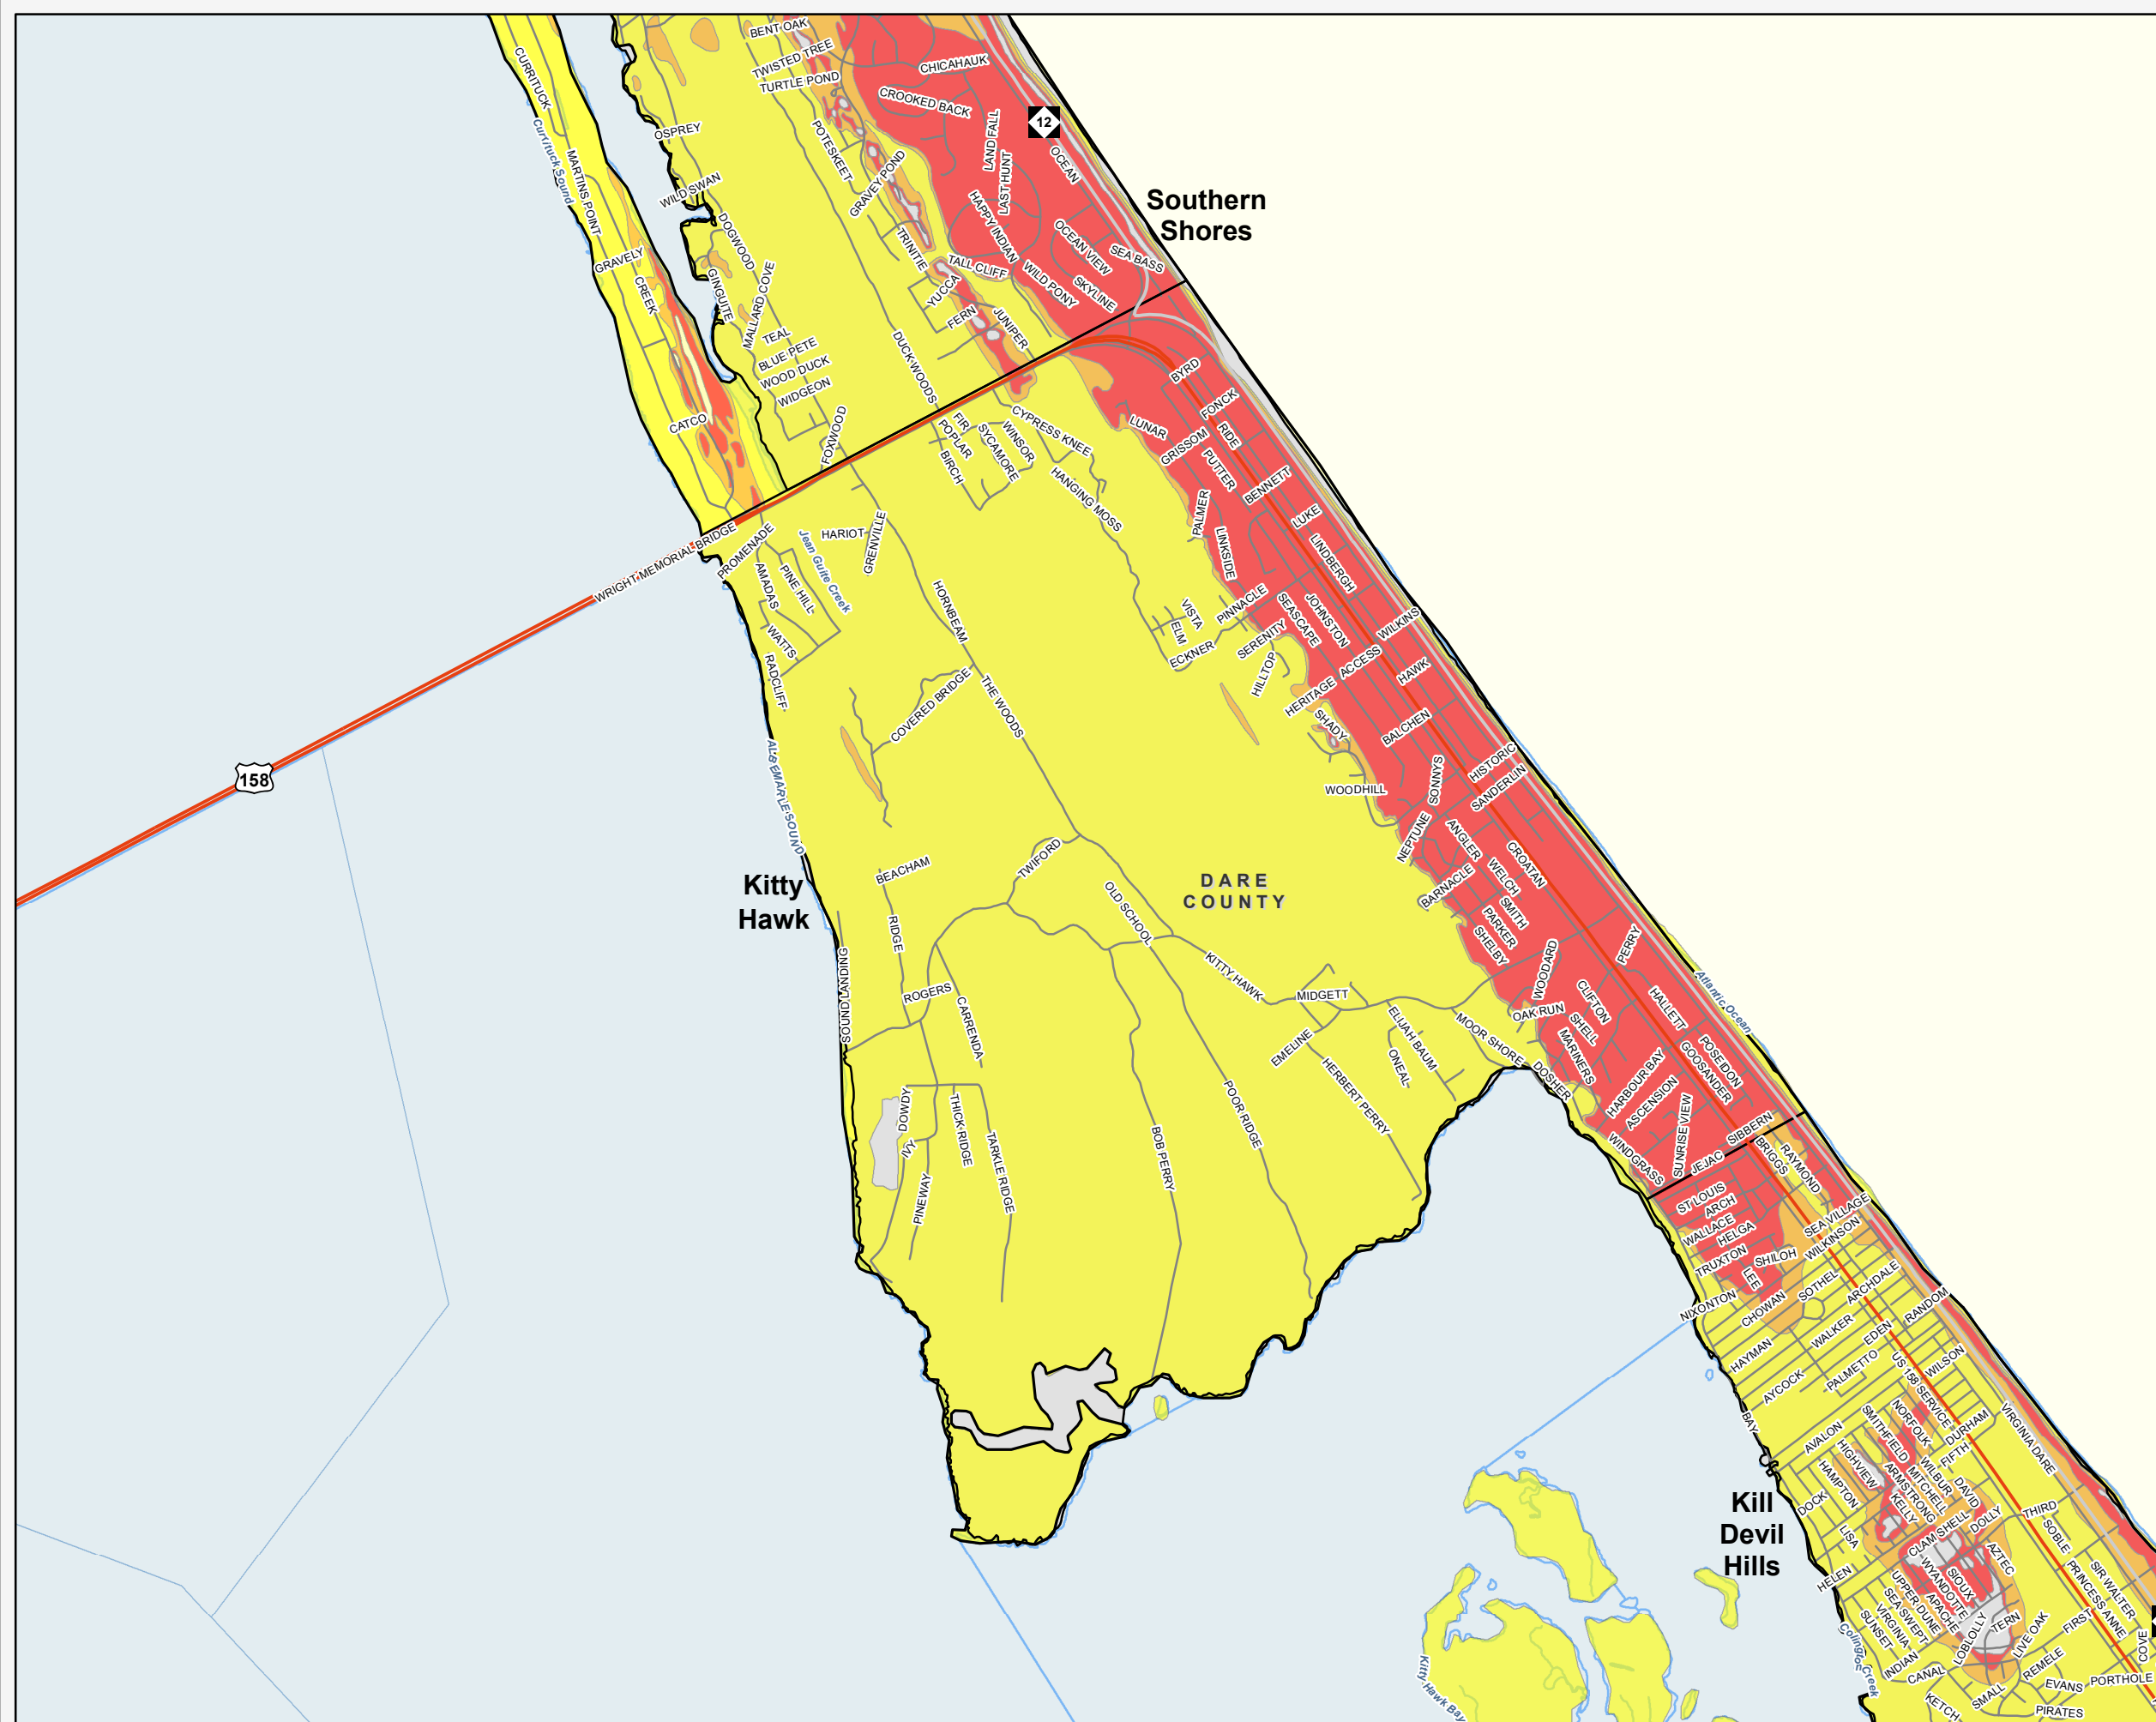 BENT OAK
CURRITUCK
TWISTED TREE
CHICAHAUK
TURTLE POND
CROOKED BACK
12
OSPREY
Currituck Sound
POTESKEET
LAND FALL
OCEAN
MARTINS POINT
GRAVEY POND
LAST HUNT
WILD SWAN
Southern
Shores
DOGWOOD
HAPPY INDIAN
OCEAN VIEW
TRINITIE
SEA BASS
GRAVELY
TALL CLIFF
GINGUITE
MALLARD COVE
CREEK
YUCCA
WILD PONY
SKYLINE
FERN
JUNIPER
TEAL
BLUE PETE
DUCK WOODS
WOOD DUCK
BYRD
WIDGEON
FONCK
CATCO
FOXWOOD
FIR
CYPRESS KNEE
LUNAR
RIDE
POPLAR
SYCAMORE
WINSOR
GRISSOM
BIRCH
PUTTER
HANGING MOSS
BENNETT
PALMER
LUKE
WRIGHT MEMORIAL BRIDGE
HARIOT
GRENVILLE
PROMENADE
Jean Guite Creek
LINKSIDE
LINDBERGH
AMADAS
PINE HILL
HORNBEAM
VISTA
PINNACLE
SEASCAPE
JOHNSTON
WILKINS
WATTS
ELM
SERENITY
ECKNER
RADCLIFF
HILLTOP
ACCESS
HAWK
COVERED BRIDGE
THE WOODS
HERITAGE
SHADY
BALCHEN
158
ALBEMARLE SOUND
HISTORIC
WOODHILL
SONNYS
SANDERLIN
NEPTUNE
ANGLER
TWIFORD
CROATAN
BEACHAM
Kitty
Hawk
DARE
COUNTY
WELCH
BARNACLE
OLD SCHOOL
SMITH
PARKER
RIDGE
SHELBY
PERRY
SOUND LANDING
KITTY HAWK
WOODARD
Atlantic Ocean
ROGERS
MIDGETT
CARRENDA
CLIFTON
HALLETT
OAK RUN
SHELL
ELIJAH BAUM
MOOR SHORE
EMELINE
MARINERS
POSEIDON
GOOSANDER
ONEAL
HERBERT PERRY
DOSHER
HARBOUR BAY
ASCENSION
DOWDY
THICK RIDGE
POOR RIDGE
SUNRISE VIEW
SIBBERN
IVY
TARKLE RIDGE
BOB PERRY
WINDGRASS
JEJAC
BRIGGS
RAYMOND
PINEWAY
ST LOUIS
ARCH
WALLACE
HELGA
SEA VILLAGE
WILKINSON
TRUXTON
SHILOH
LEE
SOTHEL
ARCHDALE
NIXONTON
CHOWAN
RANDOM
WALKER
EDEN
HAYMAN
PALMETTO
WILSON
AYCOCK
US 158 SERVICE
BAY
NORFOLK
VIRGINIA DARE
SMITHFIELD
AVALON
DURHAM
HIGHVIEW
FIFTH
HAMPTON
WILBUR
MITCHELL
ARMSTRONG
DAVID
Kill
Devil
Hills
DOCK
KELLY
THIRD
DOLLY
CLAM SHELL
SOBLE
LISA
AZTEC
HELEN
SIOUX
WYANDOTTE
SIR WALTER
PRINCESS ANNE
UPPER DUNE
APACHE
SEA SWEPT
VIRGINIA
SUNSET
TERN
LIVE OAK
FIRST
COVE
LOBLOLLY
Colington Creek
INDIAN
CANAL
REMELE
Kitty Hawk Bay
SMALL
EVANS
PORTHOLE
KETCH
PIRATES